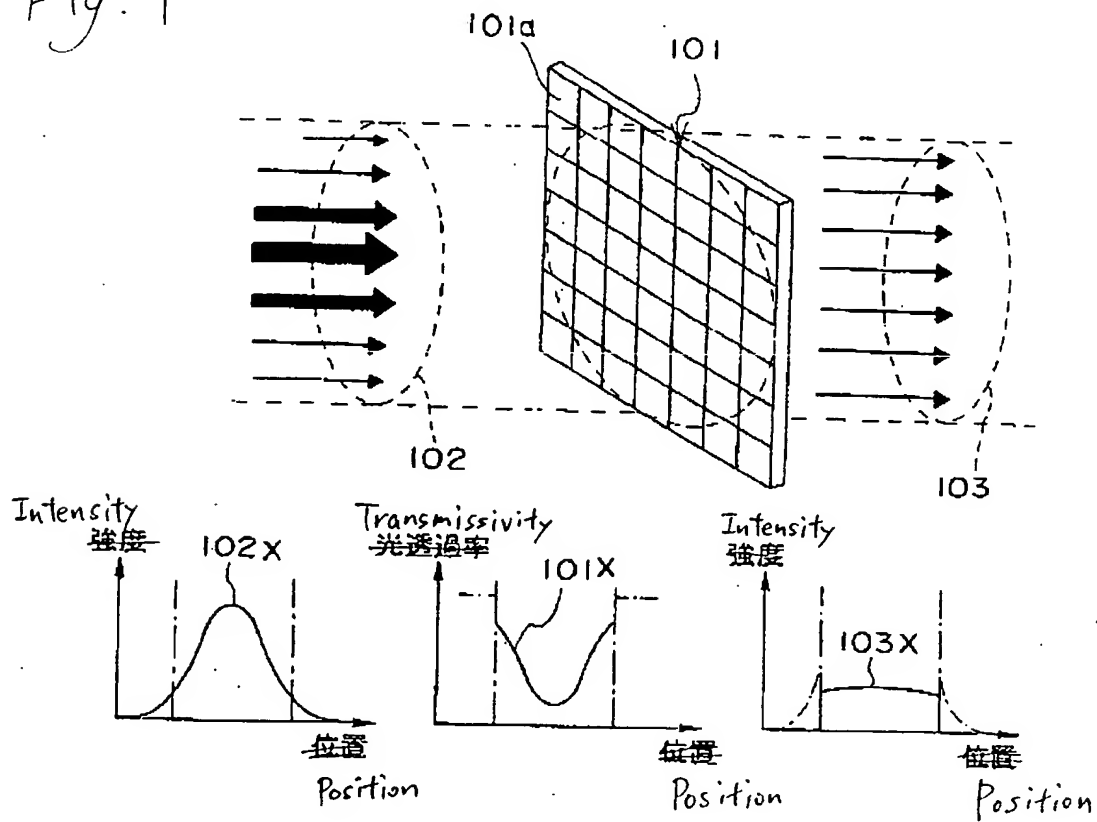 Fig. 1
101a
101
102
103
Intensity
強度
102X
位置
Position
Transmissivity
光透過率
101X
位置
Position
Intensity
強度
103X
位置
Position